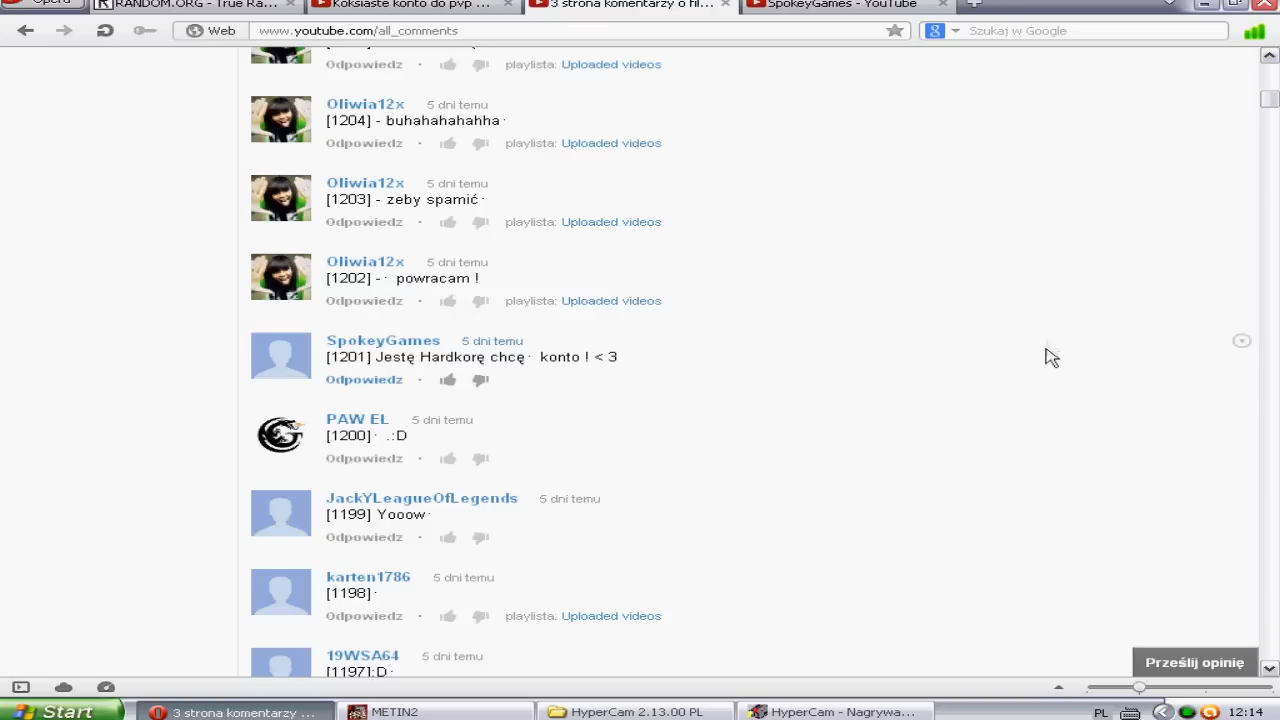 Opera
RANDOM.ORG - True Ra...
Koksiaste konto do pvp ...
3 strona komentarzy o fil...
SpokeyGames - YouTube
Web
www.youtube.com/all_comments
Szukaj w Google
Odpowiedz · playlista: Uploaded videos
Oliwia12x 5 dni temu
[1204] - buhahahahahha
Odpowiedz · playlista: Uploaded videos
Oliwia12x 5 dni temu
[1203] - zeby spamić
Odpowiedz · playlista: Uploaded videos
Oliwia12x 5 dni temu
[1202] - powracam !
Odpowiedz · playlista: Uploaded videos
SpokeyGames 5 dni temu
[1201] Jestę Hardkorę chcę konto ! < 3
Odpowiedz ·
PAW EL 5 dni temu
[1200] .:D
Odpowiedz ·
JackYLeagueOfLegends 5 dni temu
[1199] Yooow
Odpowiedz ·
karten1786 5 dni temu
[1198]
Odpowiedz · playlista: Uploaded videos
19WSA64 5 dni temu
[1197];D
Prześlij opinię
Start
3 strona komentarzy ...
METIN2
HyperCam 2.13.00 PL
HyperCam - Nagrywa...
PL
12:14